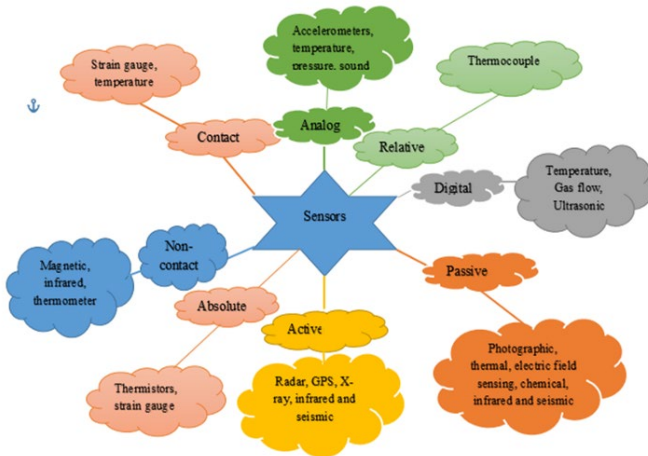 Accelerometers,
temperature,
pressure, sound
Strain gauge,
temperature
Thermocouple
Contact
Analog
Relative
Digital
Temperature,
Gas flow,
Ultrasonic
Sensors
Non-
contact
Magnetic,
infrared,
thermometer
Passive
Absolute
Active
Thermistors,
strain gauge
Radar, GPS, X-
ray, infrared and
seismic
Photographic,
thermal, electric field
sensing, chemical,
infrared and seismic